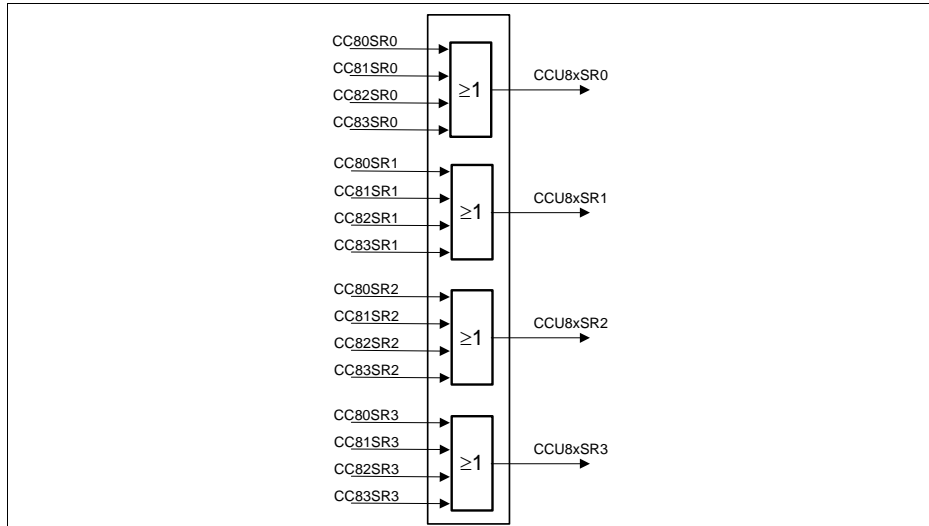 CC80SR0
CC81SR0
CC82SR0
CC83SR0
≥1
CCU8xSR0
CC80SR1
CC81SR1
CC82SR1
CC83SR1
≥1
CCU8xSR1
CC80SR2
CC81SR2
CC82SR2
CC83SR2
≥1
CCU8xSR2
CC80SR3
CC81SR3
CC82SR3
CC83SR3
≥1
CCU8xSR3